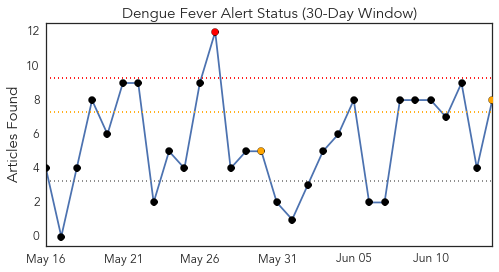 Dengue Fever Alert Status (30-Day Window)
12
10
8
6
4
2
0
Articles Found
May 16
May 21
May 26
May 31
Jun 05
Jun 10